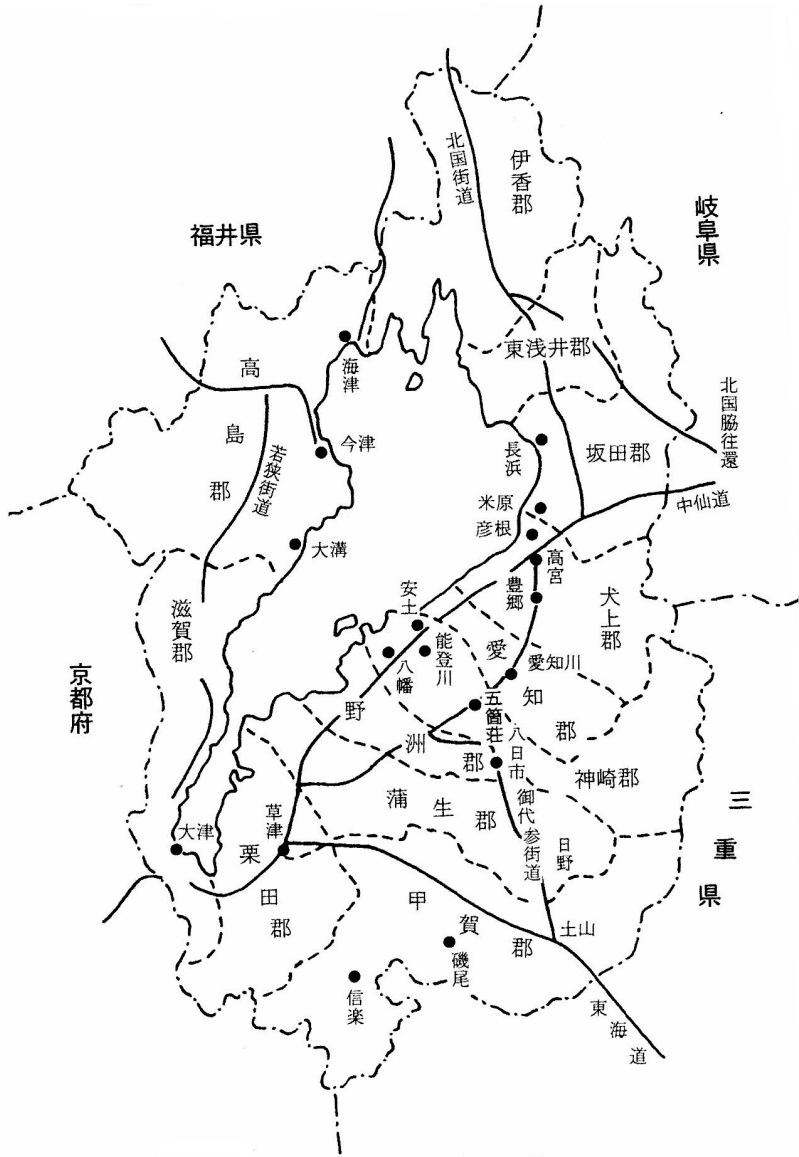 北国街道
伊香郡
岐阜県
福井県
東浅井郡
海津
高島郡
北国脇往還
若狭街道
今津
長浜
坂田郡
米原
中仙道
彦根
大溝
高宮
豊郷
犬上郡
安土
滋賀郡
能登川
愛知郡
愛知川
京都府
八幡
五箇荘
野洲郡
八日市
神崎郡
蒲生郡
御代参街道
三重県
草津
大津
日野
栗田郡
甲賀郡
土山
磯尾
信楽
東海道